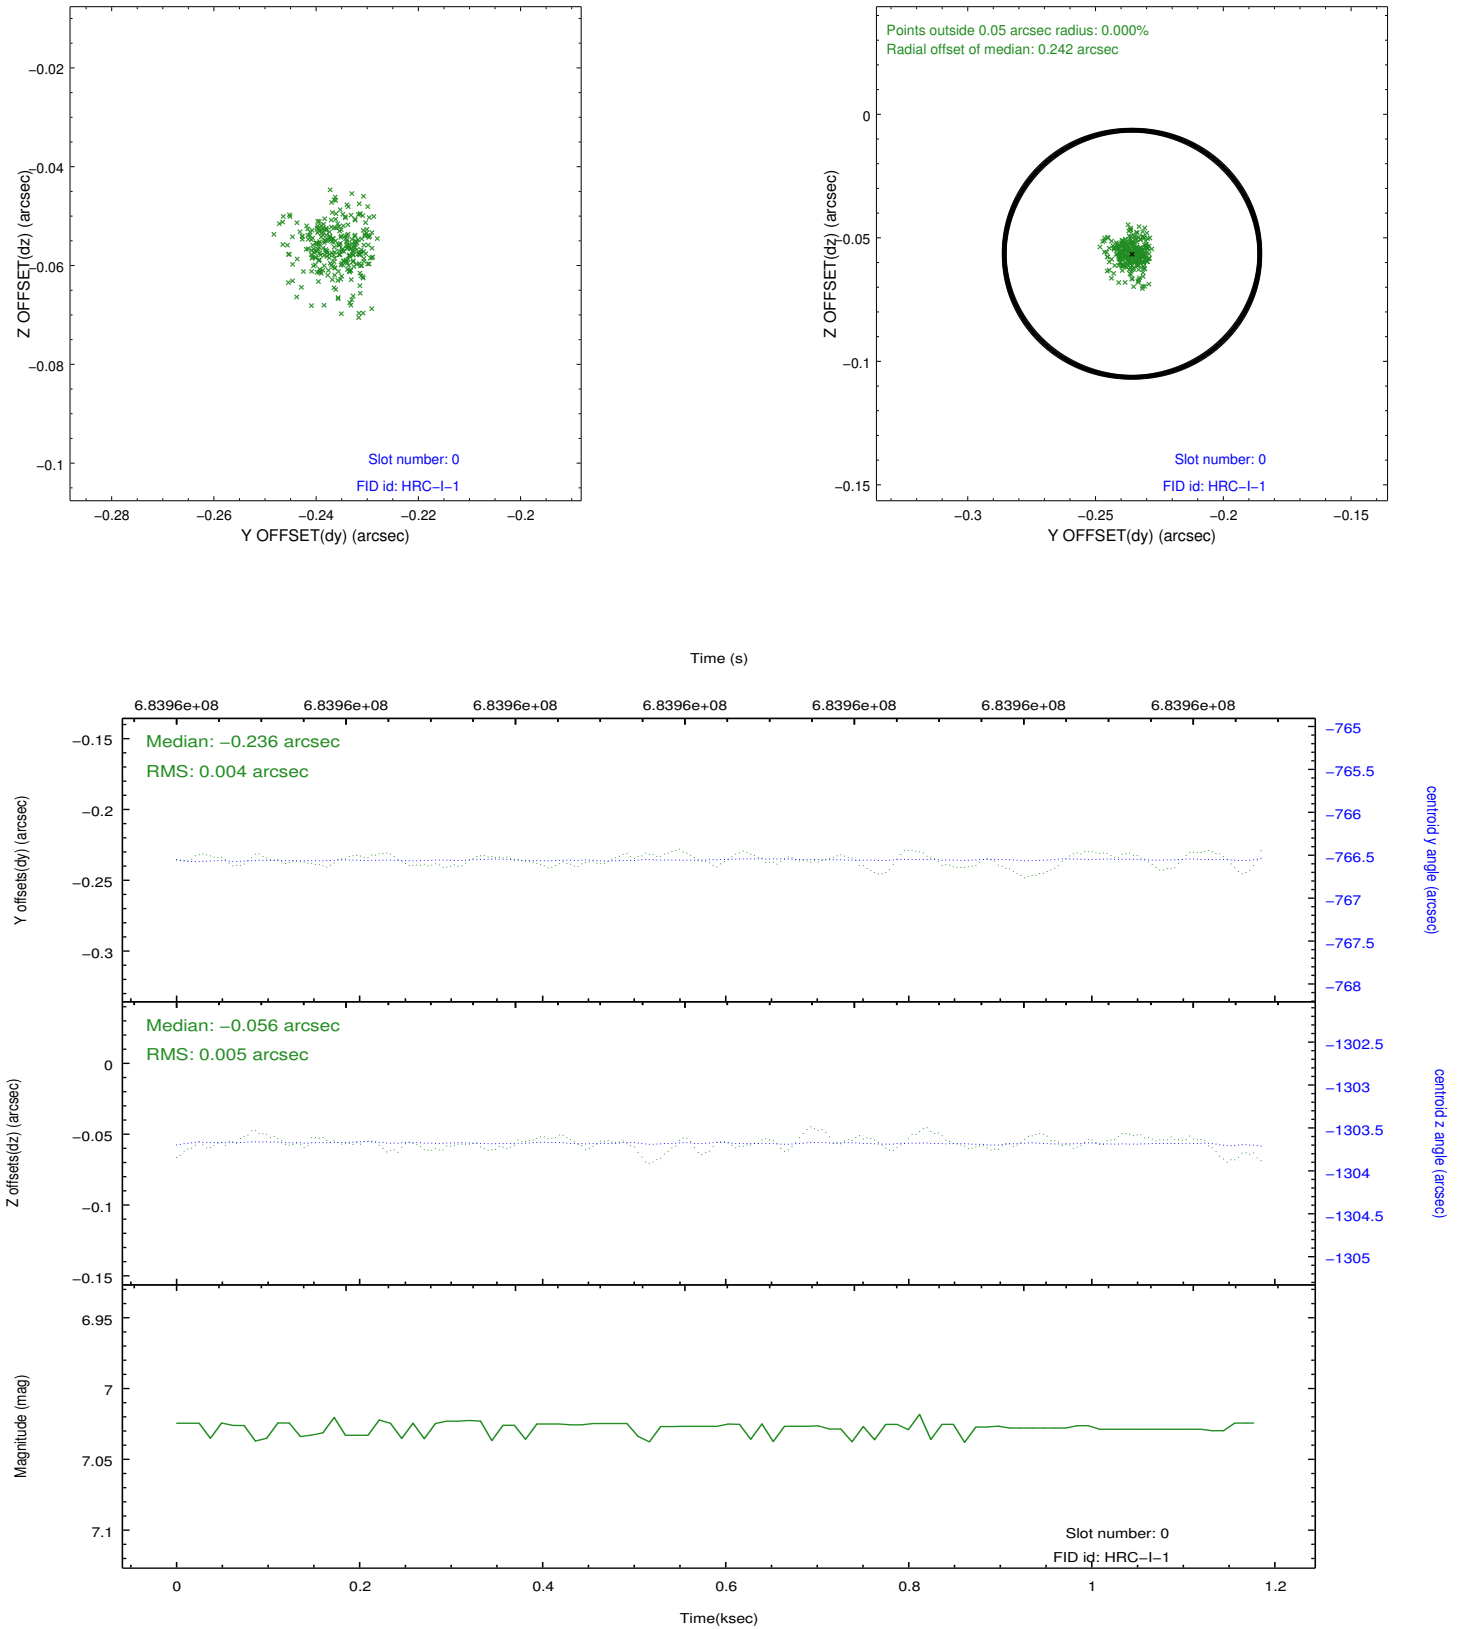 −0.02
−0.04
−0.06
−0.08
−0.1
Z OFFSET(dz) (arcsec)
Slot number: 0
FID id: HRC−I−1
−0.28
−0.26
−0.24
−0.22
−0.2
Y OFFSET(dy) (arcsec)
Points outside 0.05 arcsec radius: 0.000%
Radial offset of median: 0.242 arcsec
0
−0.05
−0.1
−0.15
Z OFFSET(dz) (arcsec)
Slot number: 0
FID id: HRC−I−1
−0.3
−0.25
−0.2
−0.15
Y OFFSET(dy) (arcsec)
Time (s)
6.8396e+08 6.8396e+08 6.8396e+08 6.8396e+08 6.8396e+08 6.8396e+08 6.8396e+08
Median: −0.236 arcsec
RMS: 0.004 arcsec
−0.15
−0.2
−0.25
−0.3
Y offsets(dy) (arcsec)
−765
−765.5
−766
−766.5
−767
−767.5
−768
centroid y angle (arcsec)
Median: −0.056 arcsec
RMS: 0.005 arcsec
0
−0.05
−0.1
−0.15
Z offsets(dz) (arcsec)
−1302.5
−1303
−1303.5
−1304
−1304.5
−1305
centroid z angle (arcsec)
6.95
7
7.05
7.1
Magnitude (mag)
Slot number: 0
FID id: HRC−I−1
0
0.2
0.4
0.6
0.8
1
1.2
Time(ksec)